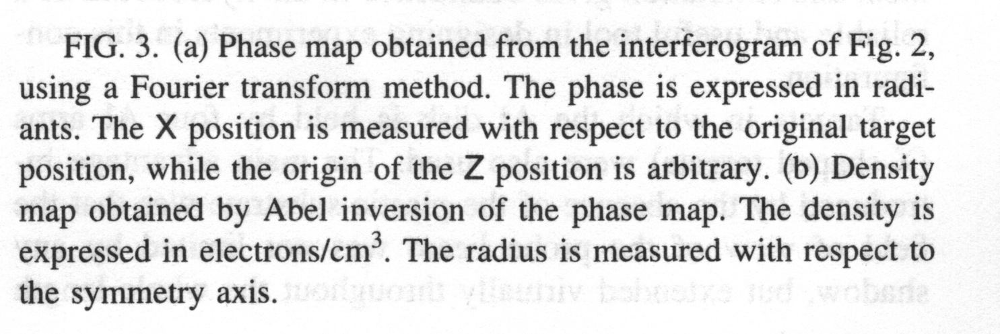 FIG. 3. (a) Phase map obtained from the interferogram of Fig. 2,
using a Fourier transform method. The phase is expressed in radi-
ants. The X position is measured with respect to the original target
position, while the origin of the Z position is arbitrary. (b) Density
map obtained by Abel inversion of the phase map. The density is
expressed in electrons/cm³. The radius is measured with respect to
the symmetry axis.